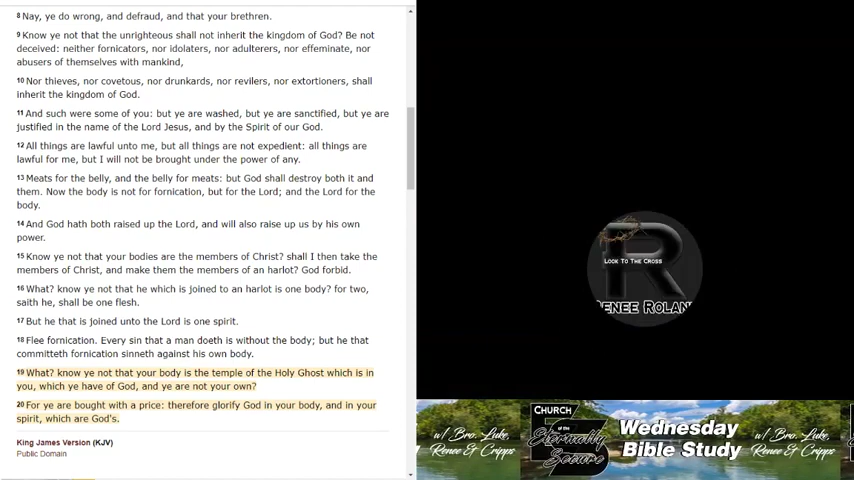 8 Nay, ye do wrong, and defraud, and that your brethren.
9 Know ye not that the unrighteous shall not inherit the kingdom of God? Be not
deceived: neither fornicators, nor idolaters, nor adulterers, nor effeminate, nor
abusers of themselves with mankind,
10 Nor thieves, nor covetous, nor drunkards, nor revilers, nor extortioners, shall
inherit the kingdom of God.
11 And such were some of you: but ye are washed, but ye are sanctified, but ye are
justified in the name of the Lord Jesus, and by the Spirit of our God.
12 All things are lawful unto me, but all things are not expedient: all things are
lawful for me, but I will not be brought under the power of any.
13 Meats for the belly, and the belly for meats: but God shall destroy both it and
them. Now the body is not for fornication, but for the Lord; and the Lord for the
body.
14 And God hath both raised up the Lord, and will also raise up us by his own
power.
15 Know ye not that your bodies are the members of Christ? shall I then take the
members of Christ, and make them the members of an harlot? God forbid.
16 What? know ye not that he which is joined to an harlot is one body? for two,
saith he, shall be one flesh.
17 But he that is joined unto the Lord is one spirit.
18 Flee fornication. Every sin that a man doeth is without the body; but he that
committeth fornication sinneth against his own body.
19 What? know ye not that your body is the temple of the Holy Ghost which is in
you, which ye have of God, and ye are not your own?
20 For ye are bought with a price: therefore glorify God in your body, and in your
spirit, which are God's.
King James Version (KJV)
Public Domain
R
LOOK TO THE CROSS
RENEE ROLAN
w/ Bro. Luke,
Renee & Cripps
CHURCH
of the
Eternally
Secure
Wednesday
Bible Study
w/ Bro. Luke,
Renee & Cripps